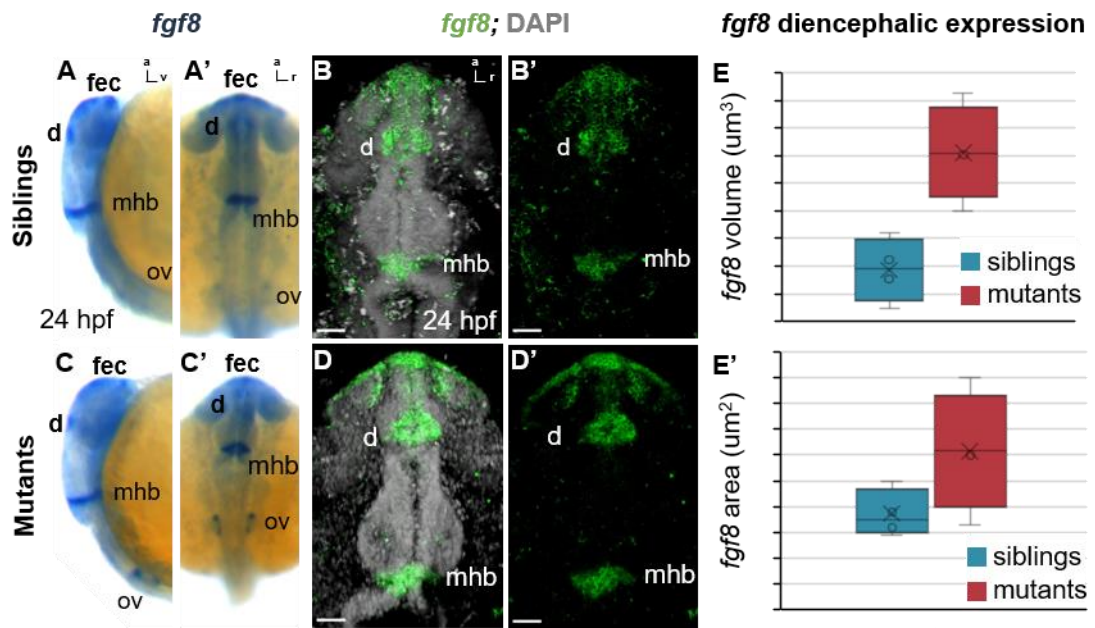 fgf8
fgf8; DAPI
fgf8 diencephalic expression
Siblings
A
fec
a
v
d
mhb
ov
24 hpf
A’
fec
a
r
d
mhb
ov
B
a
r
d
mhb
24 hpf
B’
d
mhb
E
fgf8 volume (um³)
siblings
mutants
Mutants
C
fec
d
mhb
ov
C’
fec
d
mhb
ov
D
d
mhb
D’
d
mhb
E’
fgf8 area (um²)
siblings
mutants